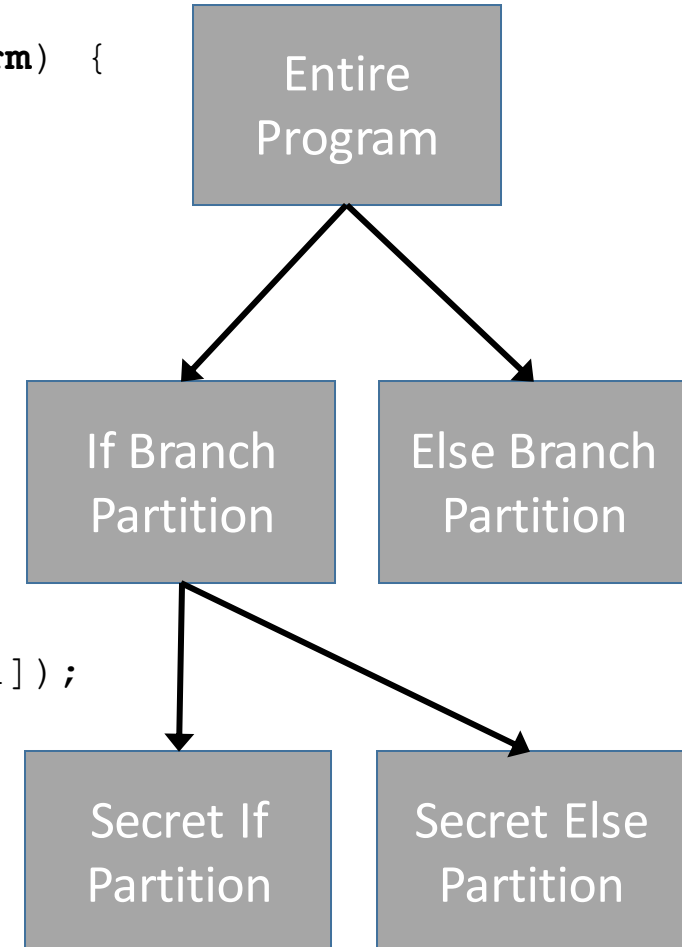 rm) {
Entire
Program
If Branch
Partition
Else Branch
Partition
]);
Secret If
Partition
Secret Else
Partition